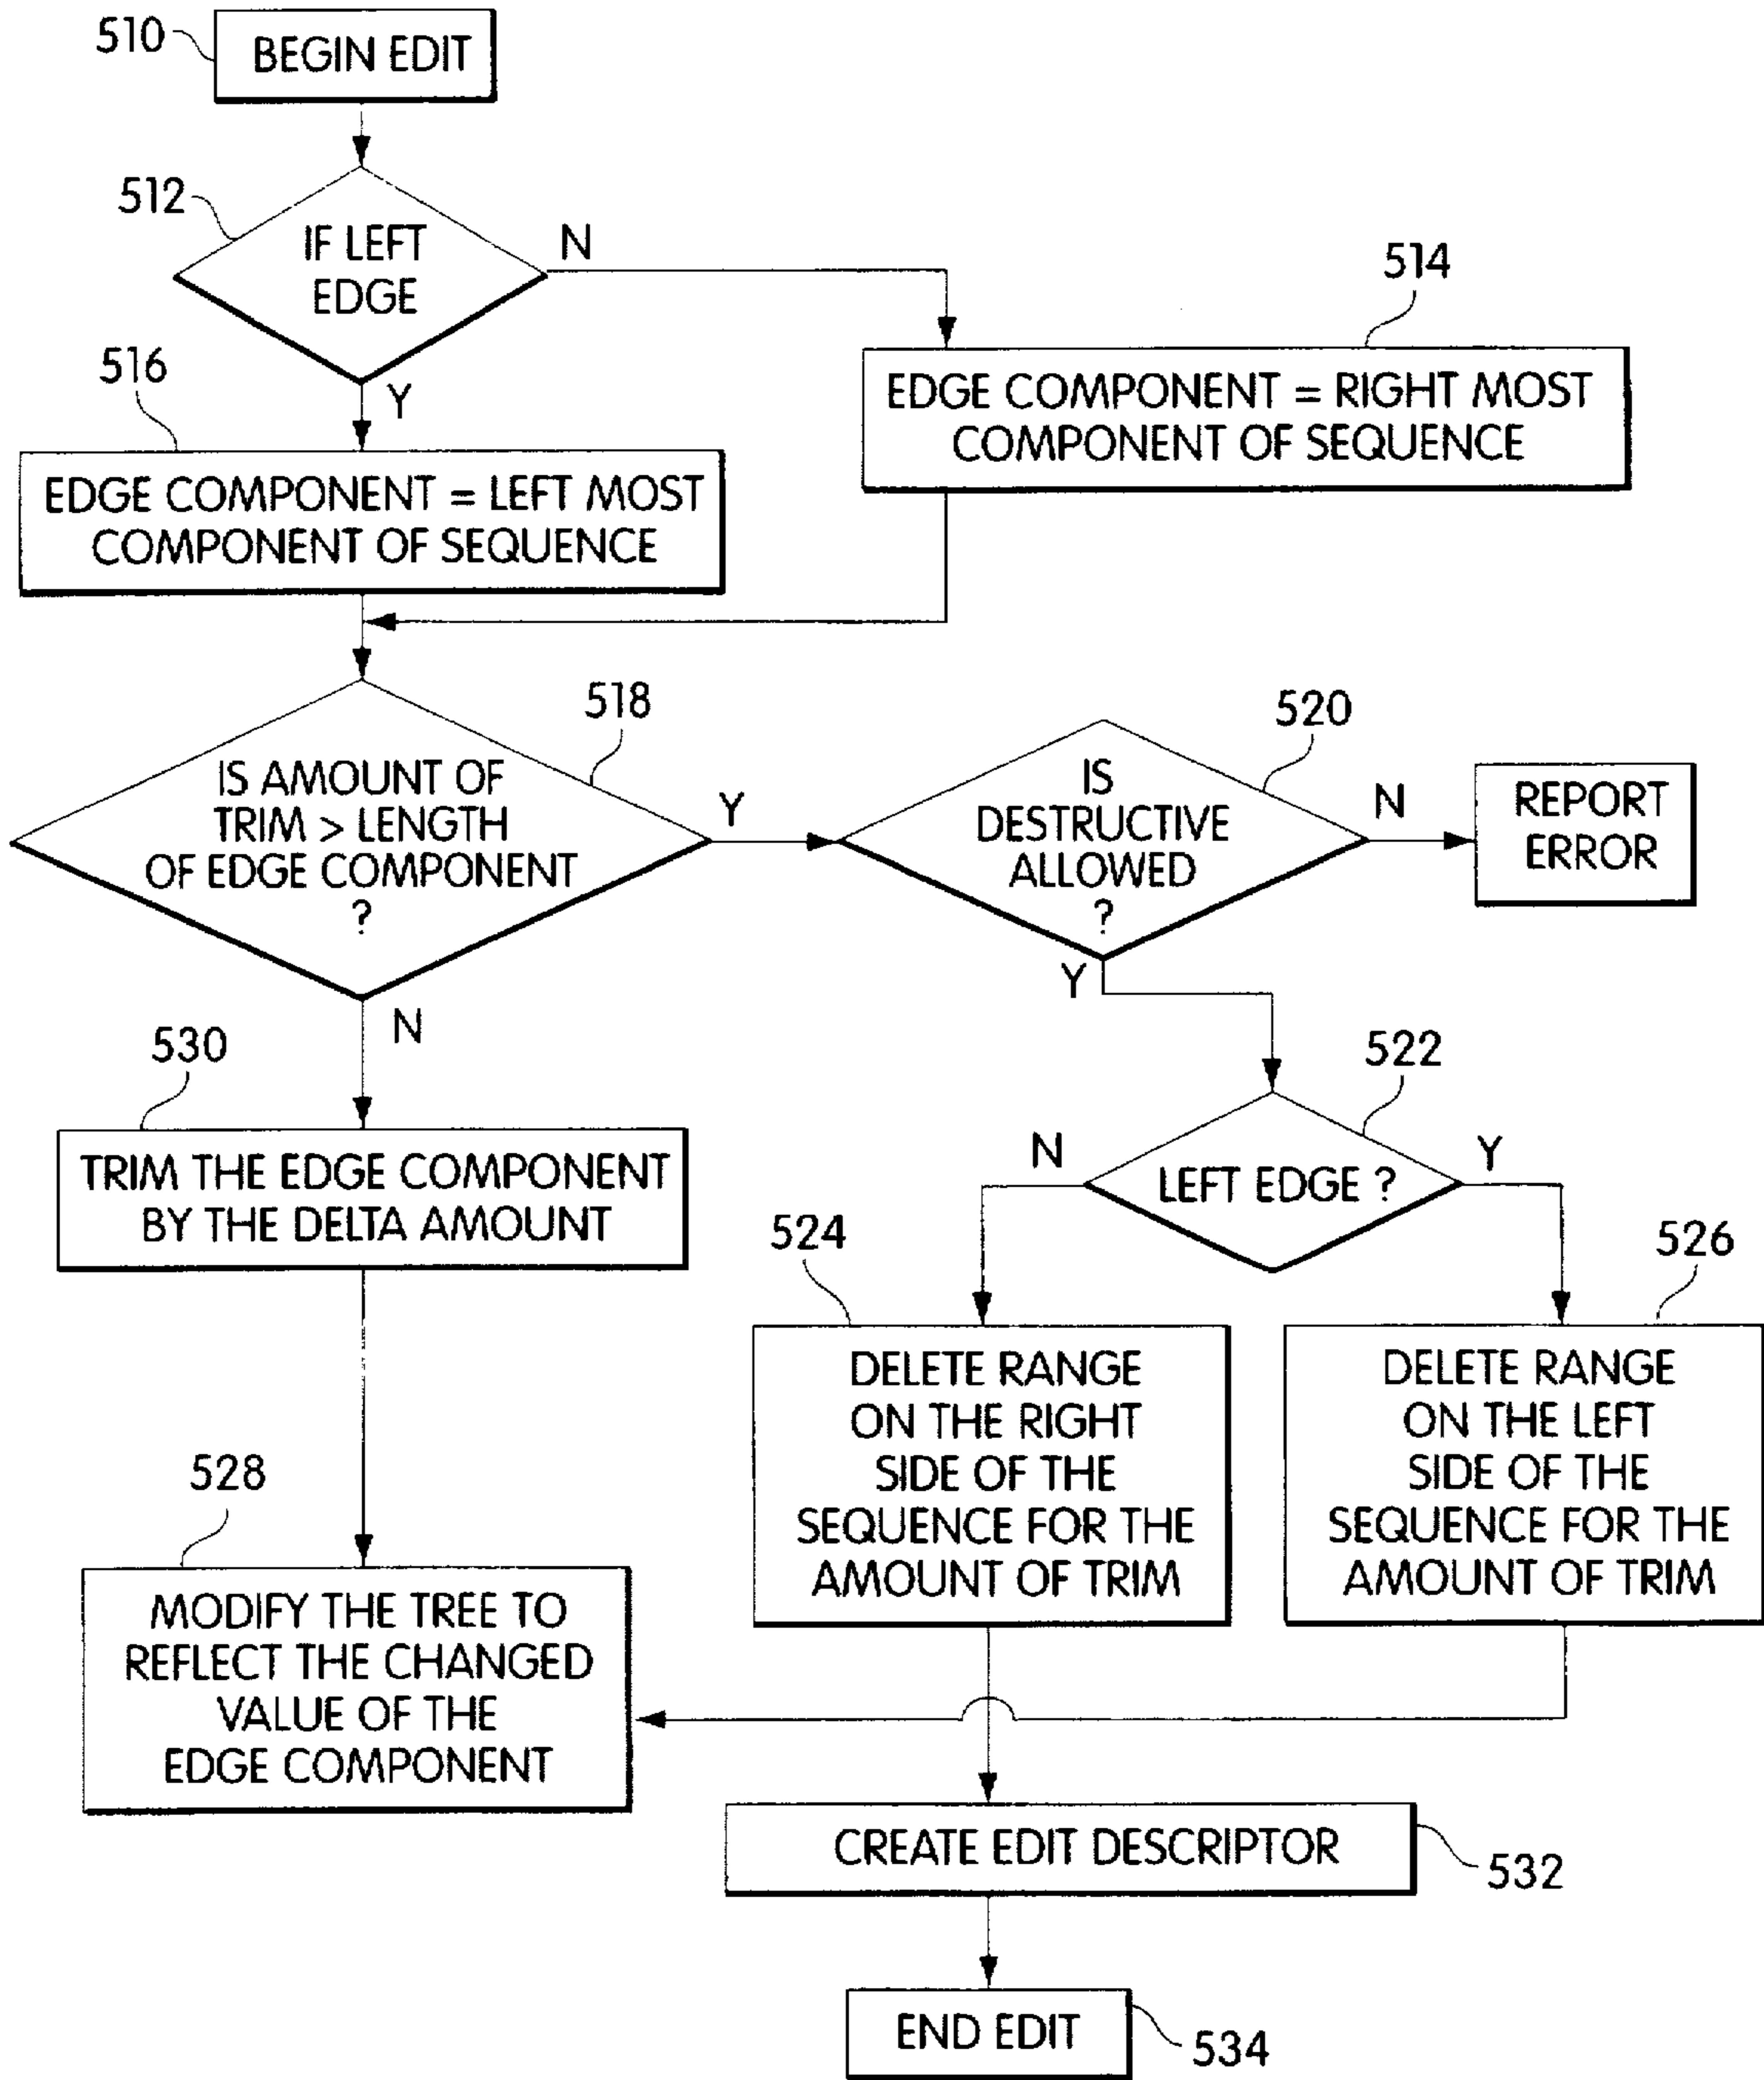 510
BEGIN EDIT
512
IF LEFT
EDGE
N
Y
514
EDGE COMPONENT = RIGHT MOST
COMPONENT OF SEQUENCE
516
EDGE COMPONENT = LEFT MOST
COMPONENT OF SEQUENCE
518
IS AMOUNT OF
TRIM > LENGTH
OF EDGE COMPONENT
?
Y
N
520
IS
DESTRUCTIVE
ALLOWED
?
N
Y
REPORT
ERROR
530
TRIM THE EDGE COMPONENT
BY THE DELTA AMOUNT
522
LEFT EDGE ?
N
Y
524
DELETE RANGE
ON THE RIGHT
SIDE OF THE
SEQUENCE FOR THE
AMOUNT OF TRIM
526
DELETE RANGE
ON THE LEFT
SIDE OF THE
SEQUENCE FOR THE
AMOUNT OF TRIM
528
MODIFY THE TREE TO
REFLECT THE CHANGED
VALUE OF THE
EDGE COMPONENT
CREATE EDIT DESCRIPTOR
532
END EDIT
534